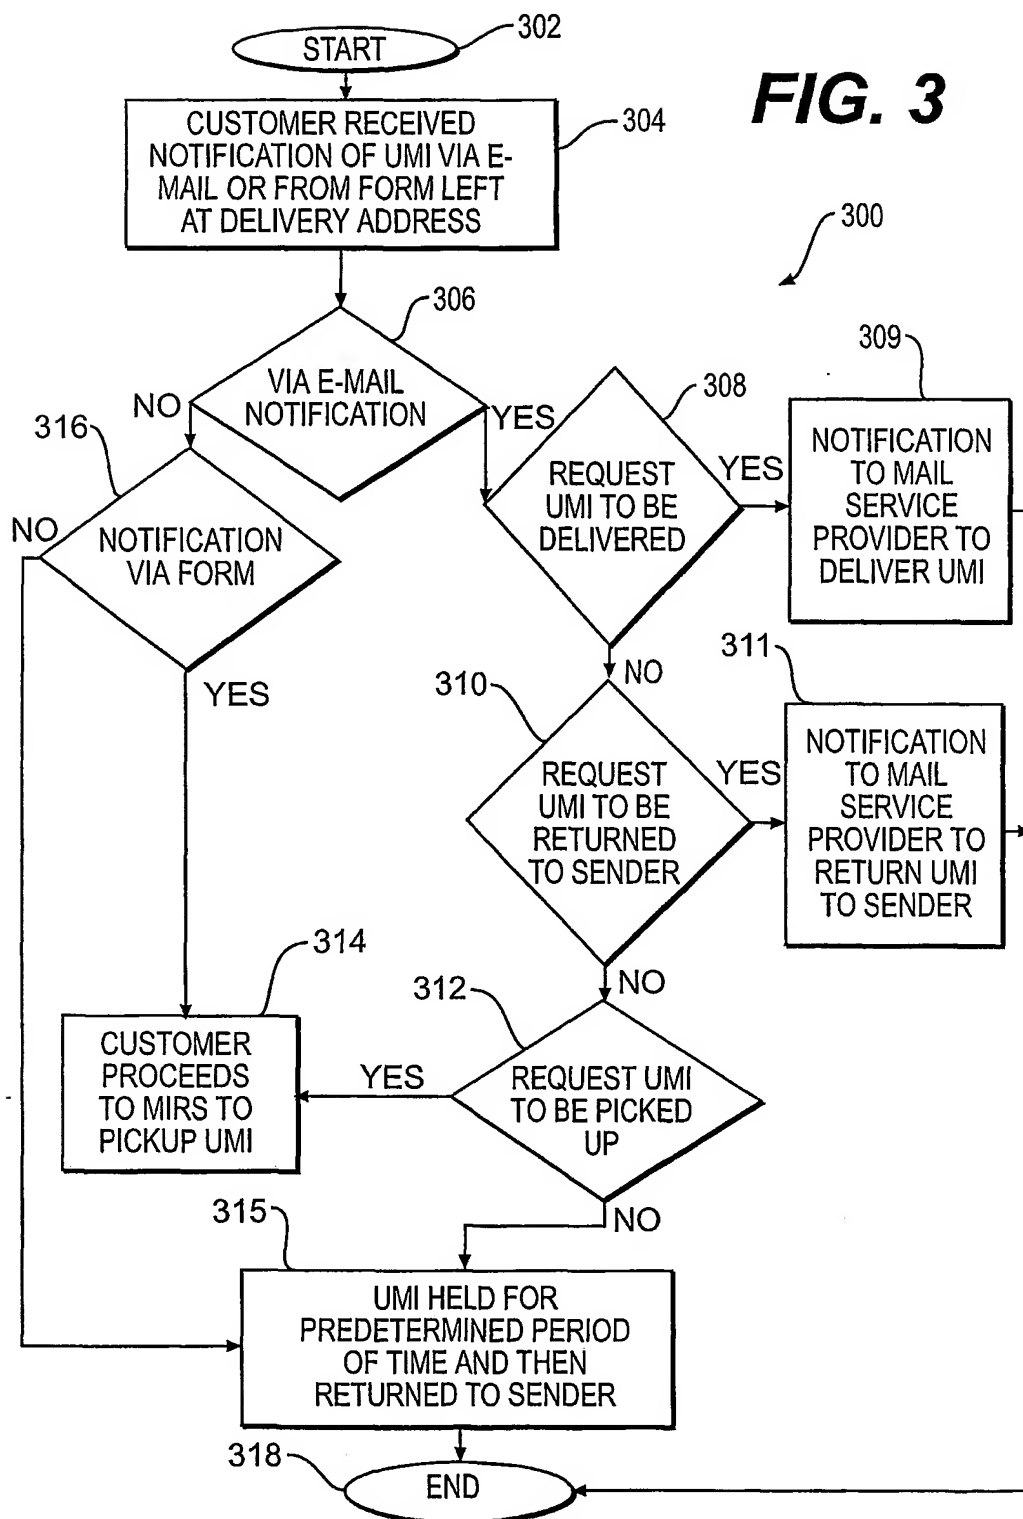 FIG. 3
300
302
START
304
CUSTOMER RECEIVED
NOTIFICATION OF UMI VIA E-
MAIL OR FROM FORM LEFT
AT DELIVERY ADDRESS
306
VIA E-MAIL
NOTIFICATION
NO
YES
316
NOTIFICATION
VIA FORM
NO
YES
308
REQUEST
UMI TO BE
DELIVERED
YES
NO
309
NOTIFICATION
TO MAIL
SERVICE
PROVIDER TO
DELIVER UMI
310
REQUEST
UMI TO BE
RETURNED
TO SENDER
YES
NO
311
NOTIFICATION
TO MAIL
SERVICE
PROVIDER TO
RETURN UMI
TO SENDER
312
REQUEST UMI
TO BE PICKED
UP
YES
NO
314
CUSTOMER
PROCEEDS
TO MIRS TO
PICKUP UMI
315
UMI HELD FOR
PREDETERMINED PERIOD
OF TIME AND THEN
RETURNED TO SENDER
318
END